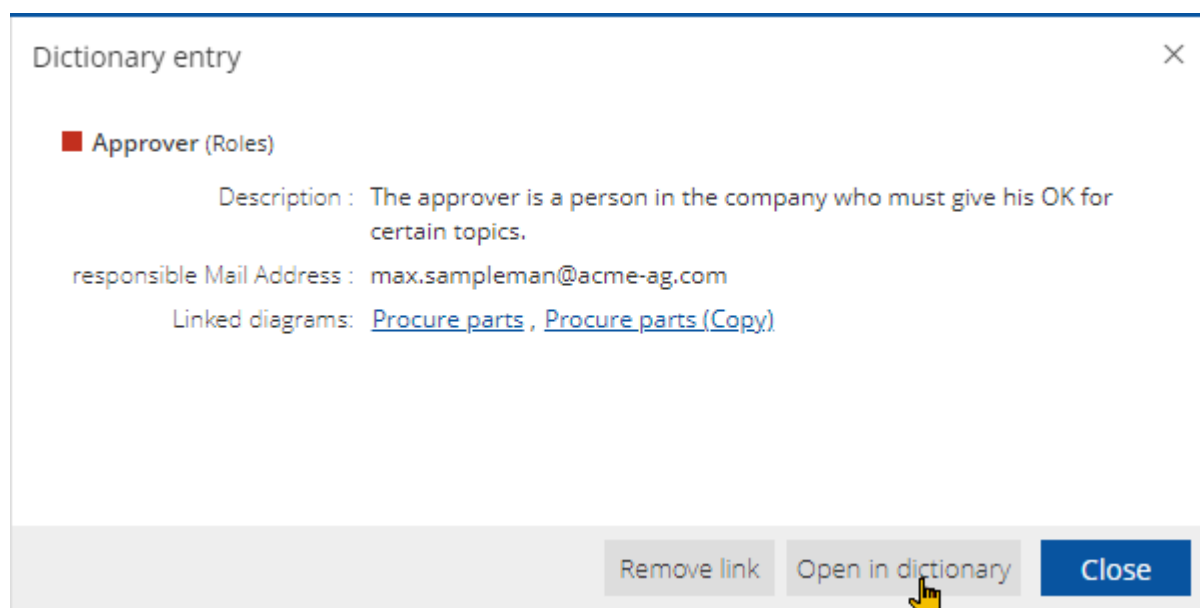 Dictionary entry
Approver (Roles)
Description : The approver is a person in the company who must give his OK for
certain topics.
responsible Mail Address : max.sampleman@acme-ag.com
Linked diagrams: Procure parts , Procure parts (Copy)
Remove link Open in dictionary Close